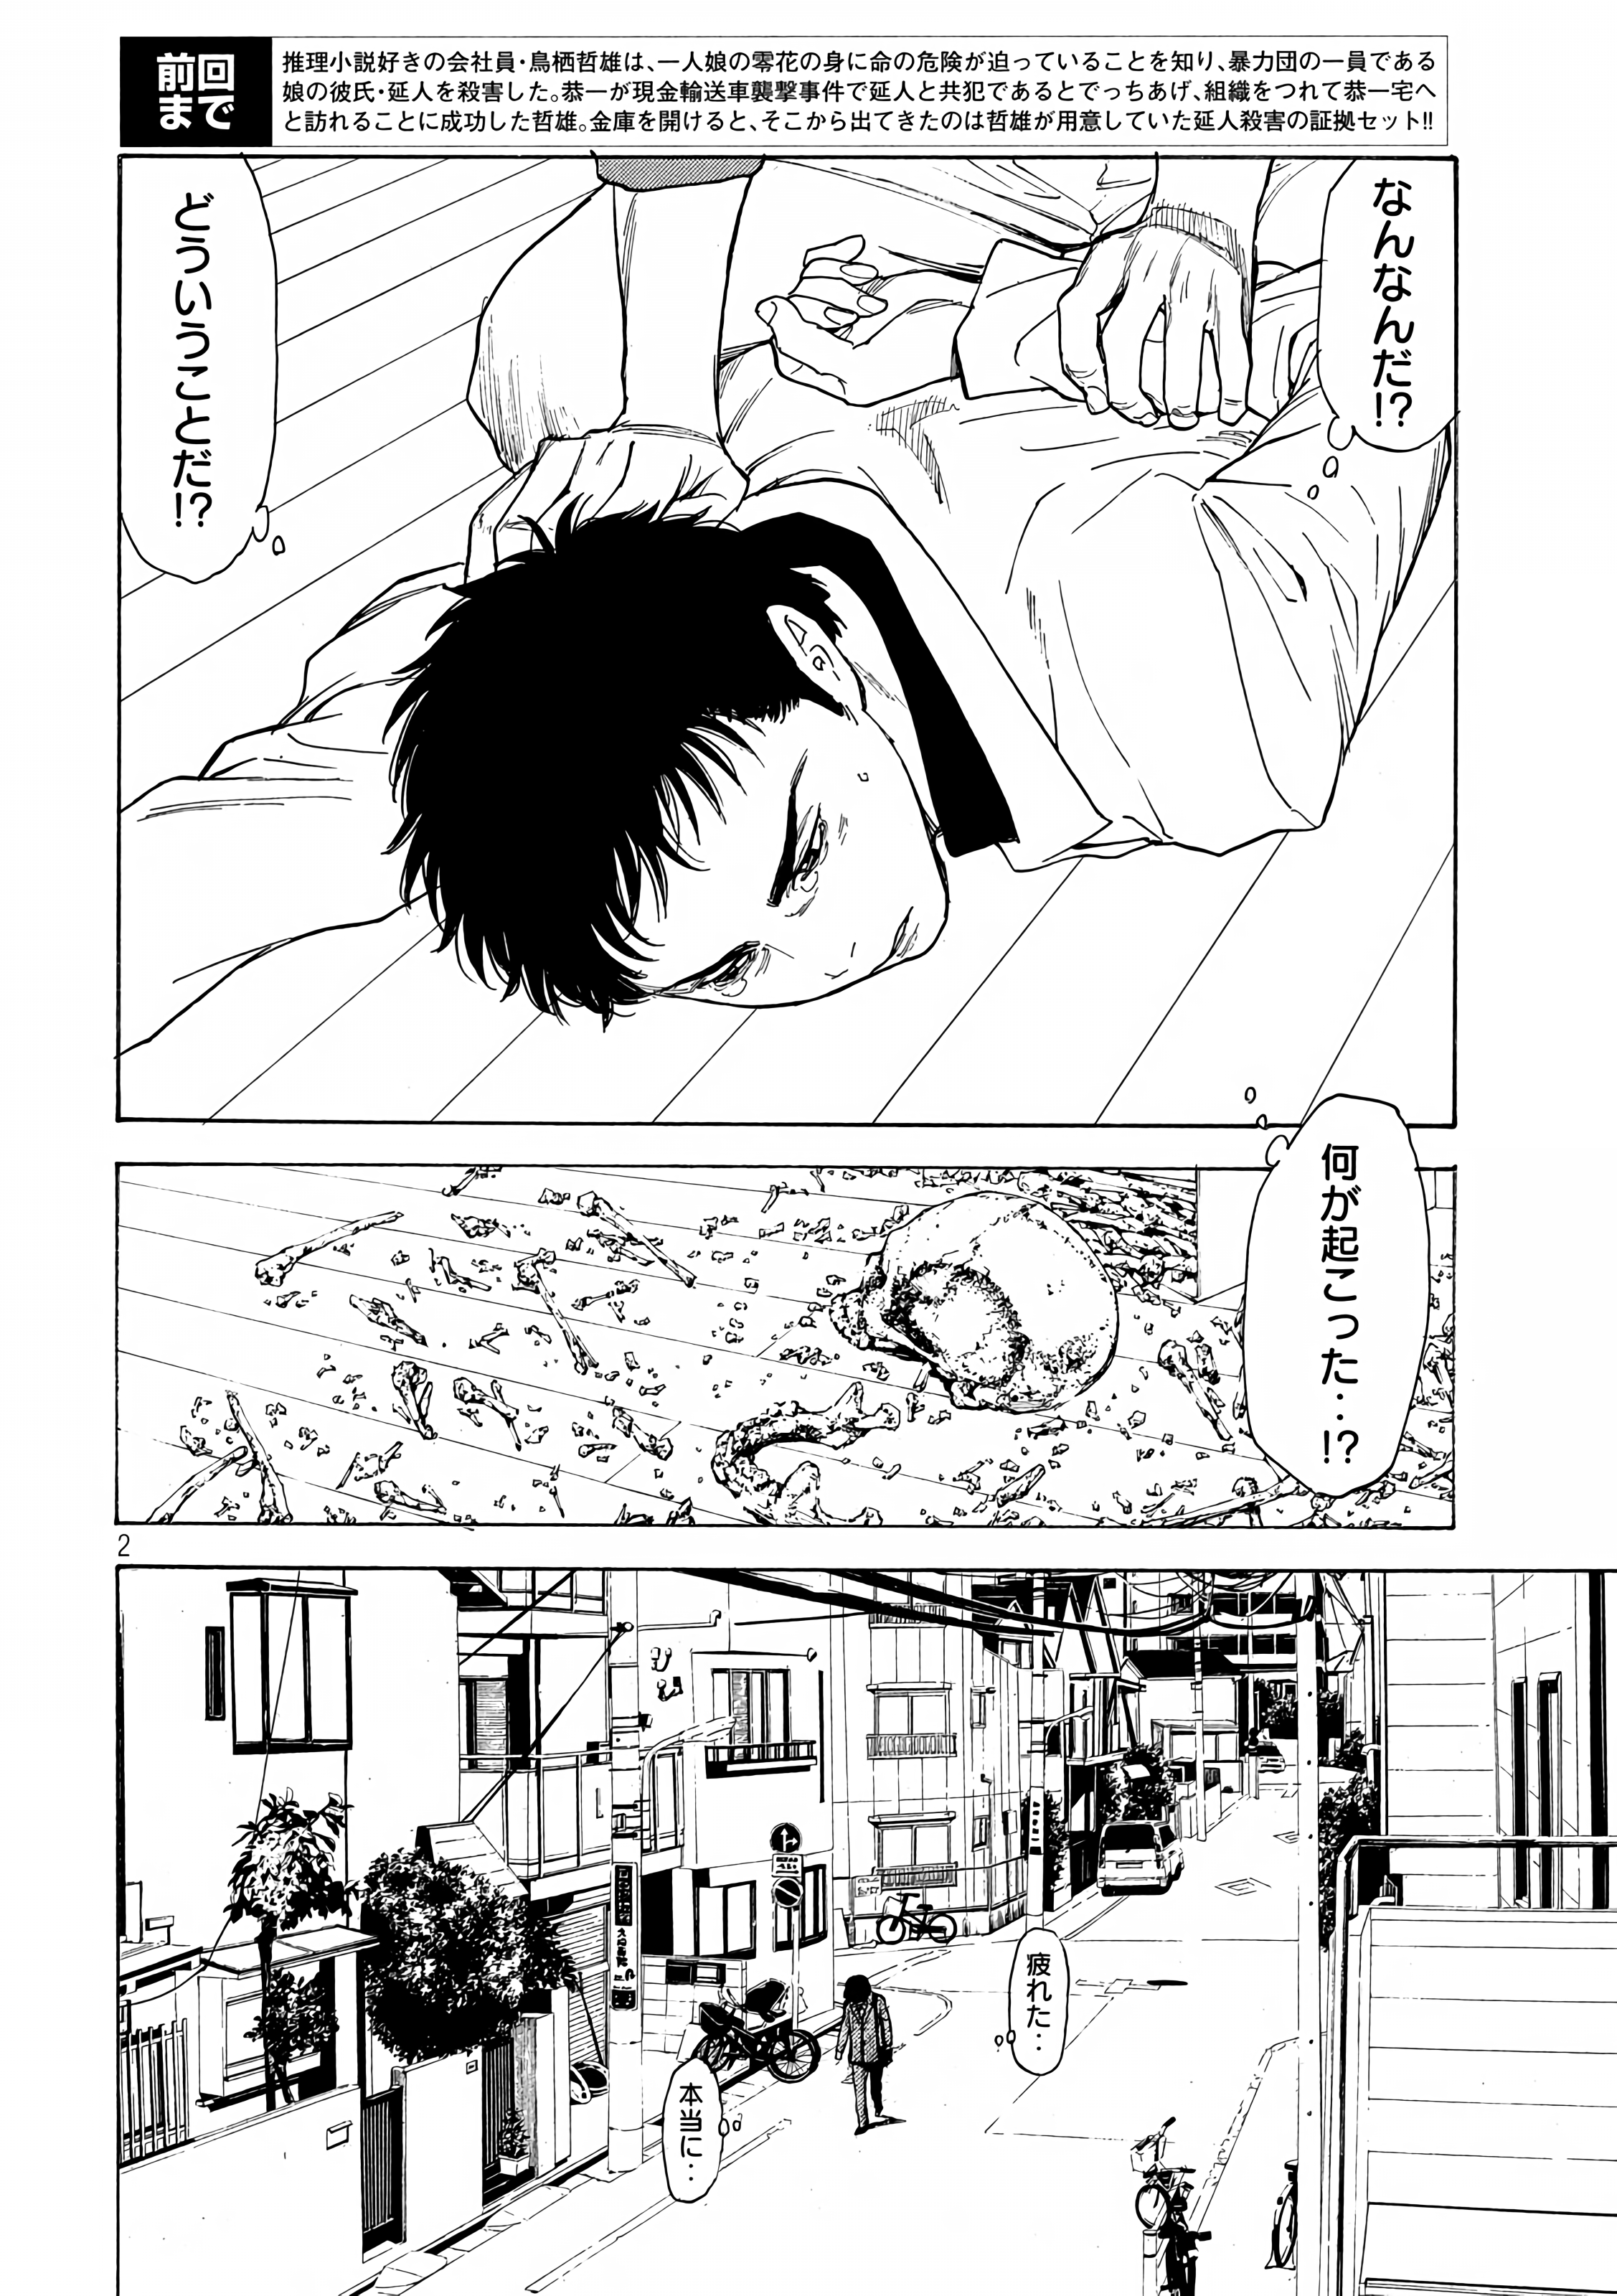 前回まで
推理小説好きの会社員・鳥栖哲雄は、一人娘の零花の身に命の危険が迫っていることを知り、暴力団の一員である
娘の彼氏・延人を殺害した。恭一が現金輸送車襲撃事件で延人と共犯であるとでっちあげ、組織をつれて恭一宅へ
と訪れることに成功した哲雄。金庫を開けると、そこから出てきたのは哲雄が用意していた延人殺害の証拠セット!!
なんなんだ!?
どういうことだ!?
何が起こった‥!?
2
疲れた‥
本当に‥